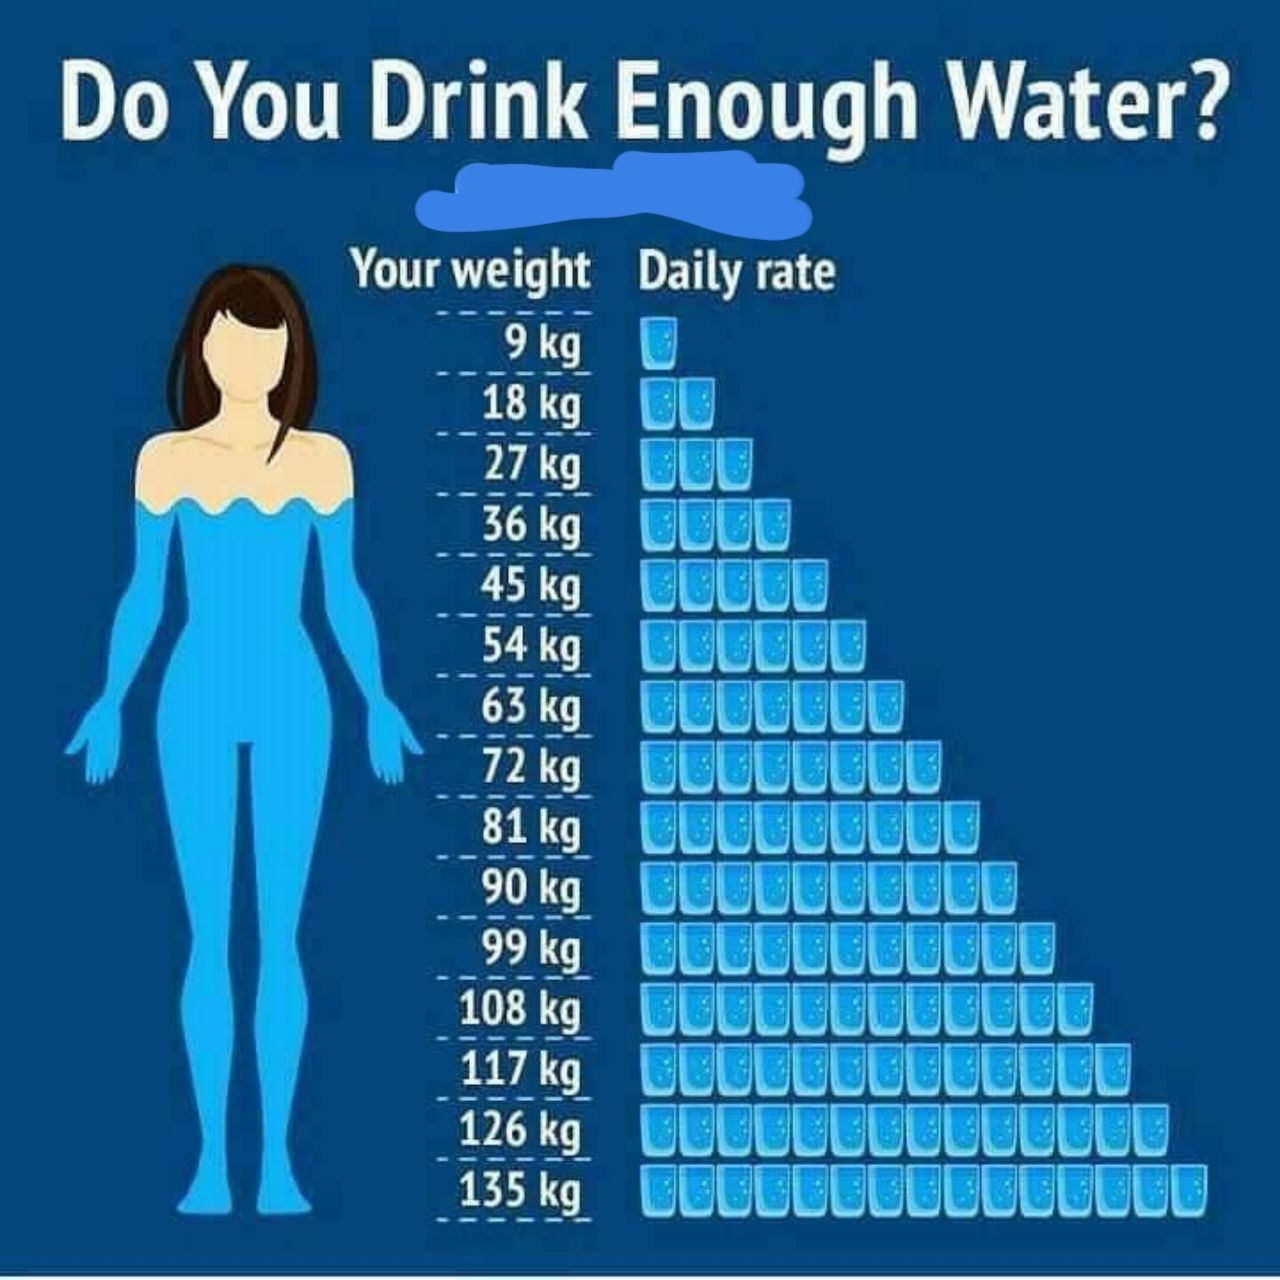 Do You Drink Enough Water?
Your weight Daily rate
9 kg
18 kg
27 kg
36 kg
45 kg
54 kg
63 kg
72 kg
81 kg
90 kg
99 kg
108 kg
117 kg
126 kg
135 kg